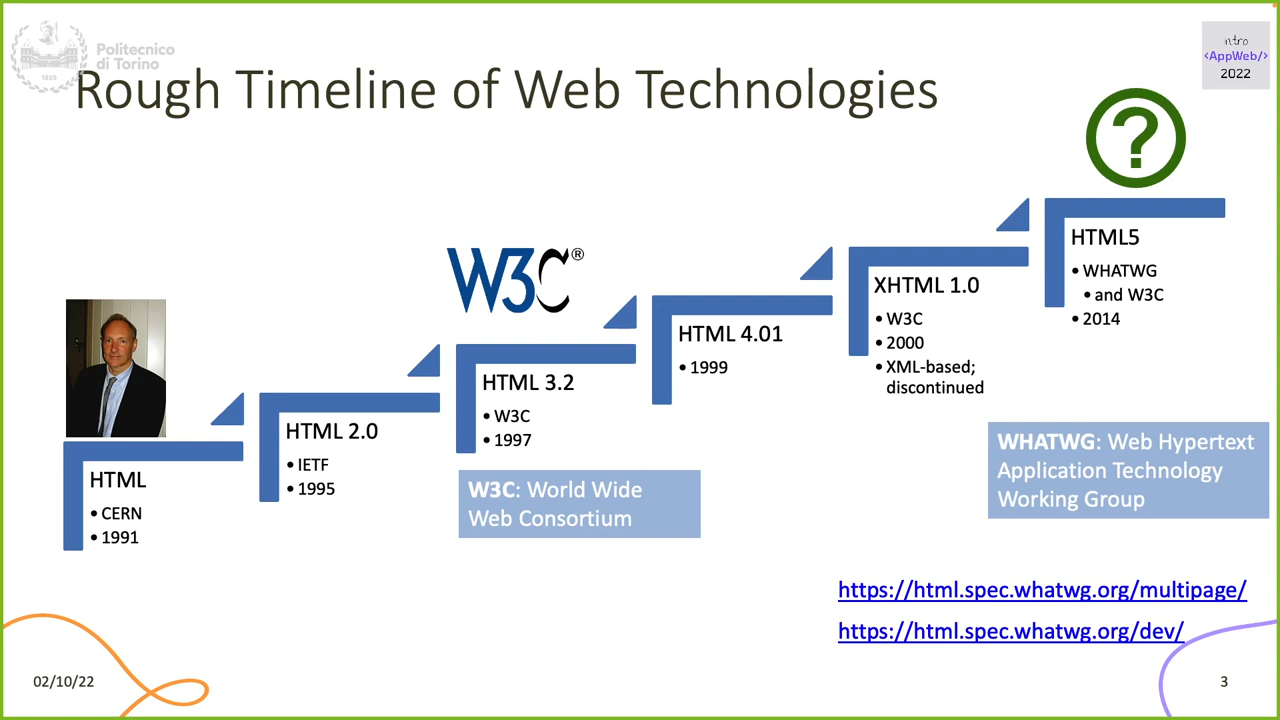 Politecnico
di Torino
1859
intro
<AppWeb/>
2022
Rough Timeline of Web Technologies
HTML
• CERN
• 1991
HTML 2.0
• IETF
• 1995
W3C®
HTML 3.2
• W3C
• 1997
W3C: World Wide
Web Consortium
HTML 4.01
• 1999
XHTML 1.0
• W3C
• 2000
• XML-based;
discontinued
?
HTML5
• WHATWG
• and W3C
• 2014
WHATWG: Web Hypertext
Application Technology
Working Group
https://html.spec.whatwg.org/multipage/
https://html.spec.whatwg.org/dev/
02/10/22
3